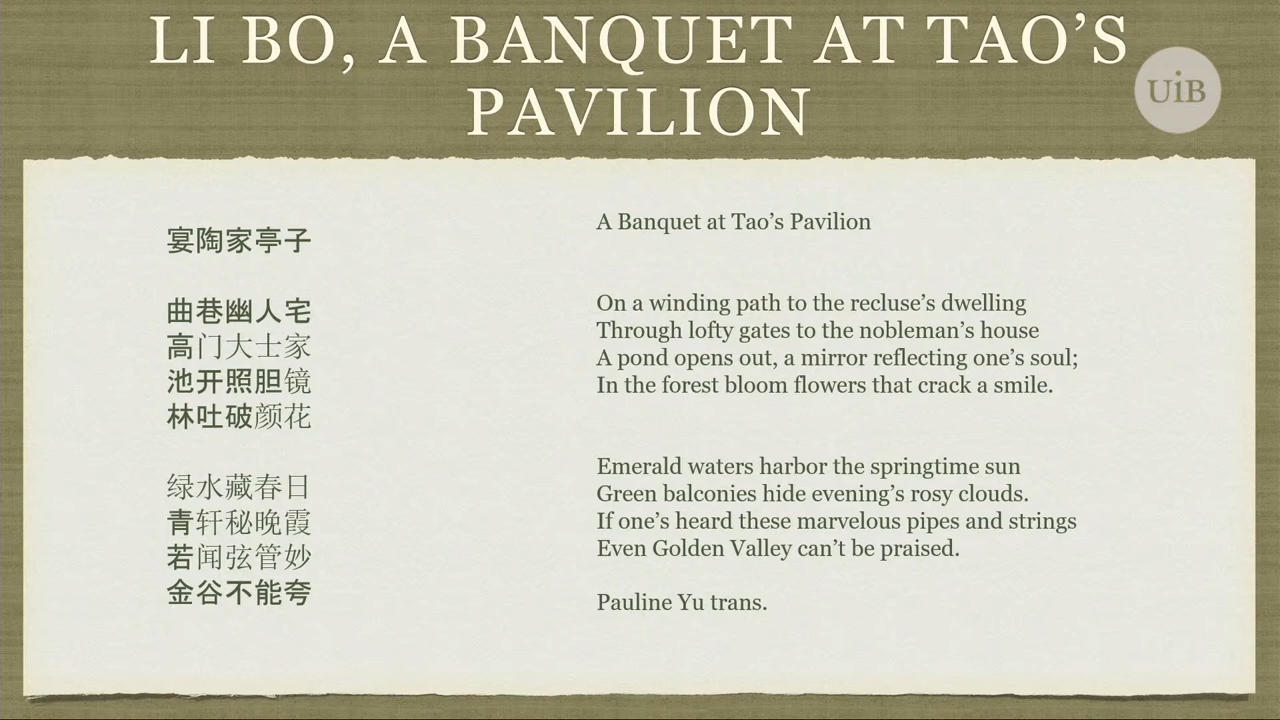 LI BO, A BANQUET AT TAO’S
PAVILION
UiB
宴陶家亭子
曲巷幽人宅
高门大士家
池开照胆镜
林吐破颜花
绿水藏春日
青轩秘晚霞
若闻弦管妙
金谷不能夸
A Banquet at Tao’s Pavilion
On a winding path to the recluse’s dwelling
Through lofty gates to the nobleman’s house
A pond opens out, a mirror reflecting one’s soul;
In the forest bloom flowers that crack a smile.
Emerald waters harbor the springtime sun
Green balconies hide evening’s rosy clouds.
If one’s heard these marvelous pipes and strings
Even Golden Valley can’t be praised.
Pauline Yu trans.